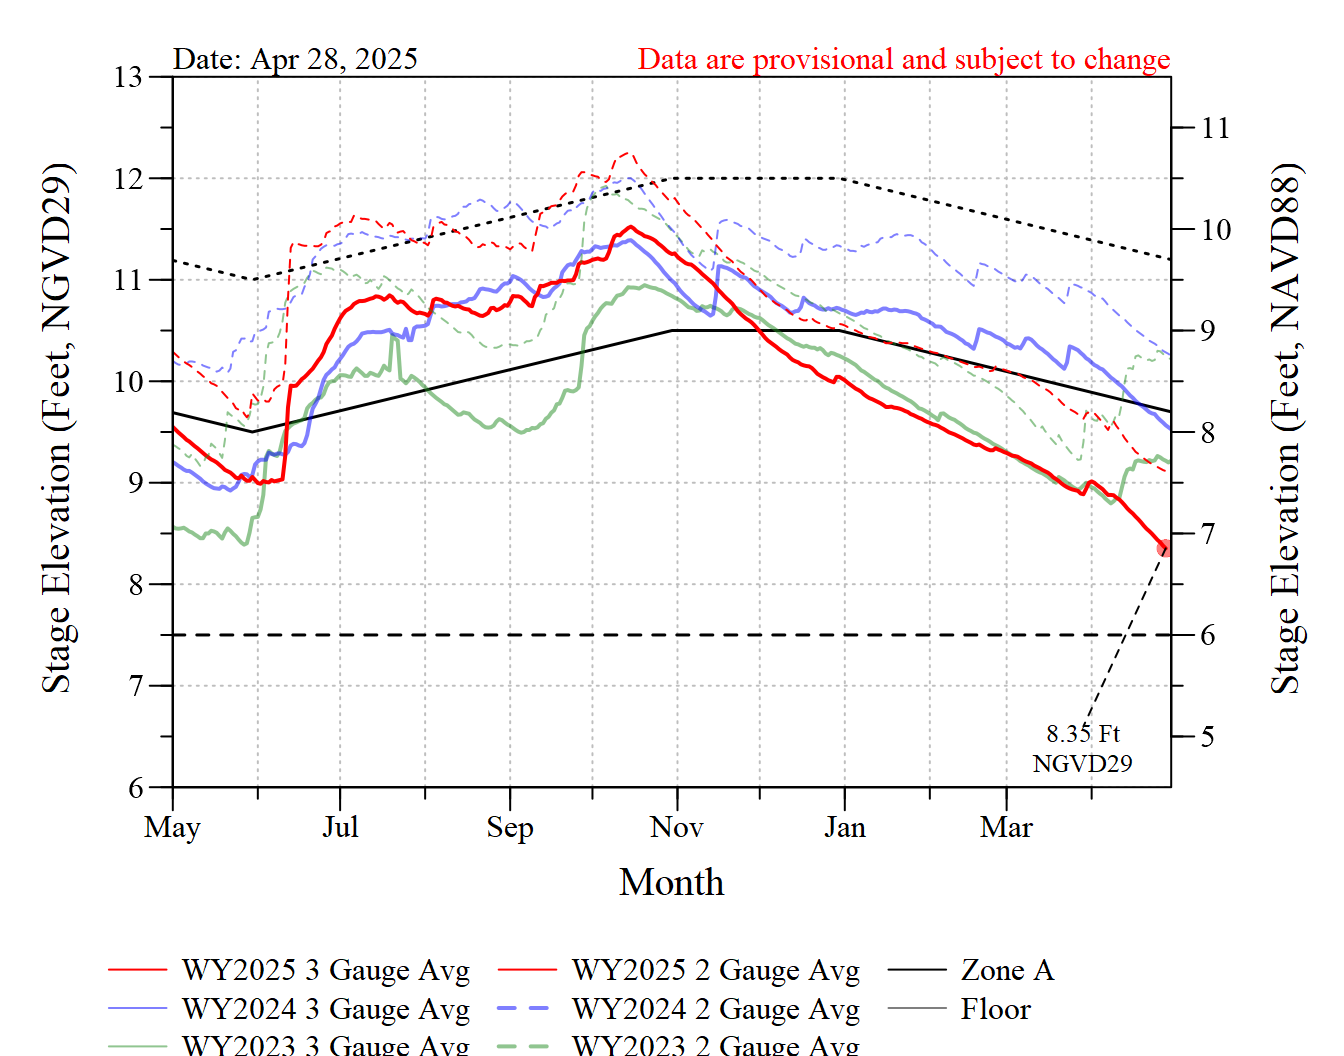 Date: Apr 28, 2025
Data are provisional and subject to change
13
12
11
10
9
8
7
6
11
10
9
8
7
6
5
Stage Elevation (Feet, NGVD29)
Stage Elevation (Feet, NAVD88)
8.35 Ft
NGVD29
May Jul Sep Nov Jan Mar
Month
WY2025 3 Gauge Avg WY2025 2 Gauge Avg Zone A
WY2024 3 Gauge Avg WY2024 2 Gauge Avg Floor
WY2023 3 Gauge Avg WY2023 2 Gauge Avg